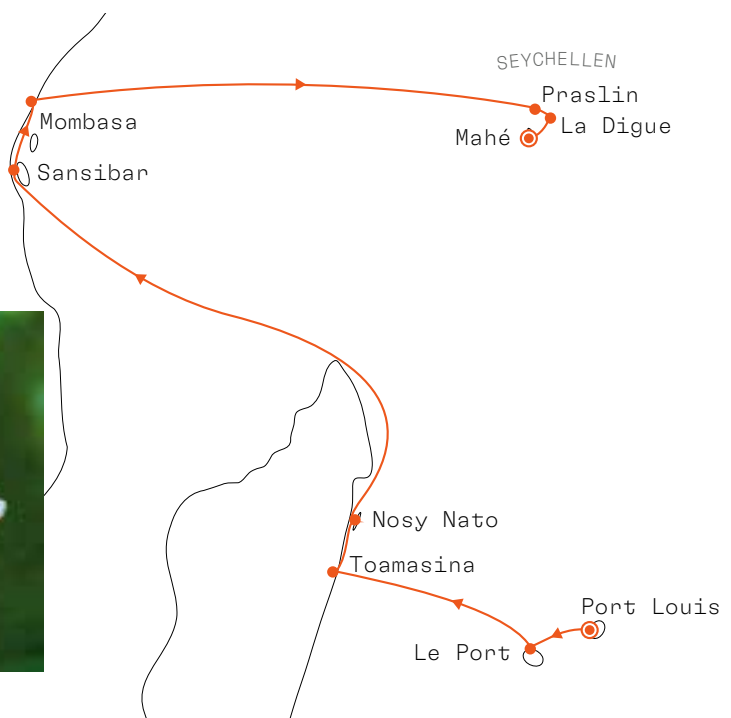 SEYCHELLEN
Praslin
Mombasa
La Digue
Mahé
Sansibar
Nosy Nato
Toamasina
Port Louis
Le Port